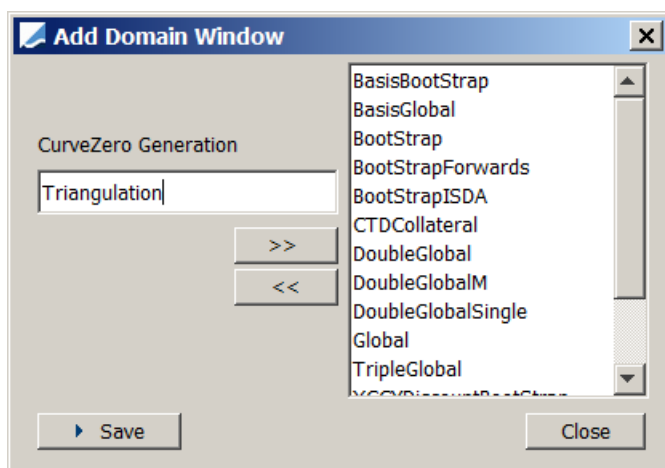 Add Domain Window
CurveZero Generation
Triangulation
>>
<<
BasisBootStrap
BasisGlobal
BootStrap
BootStrapForwards
BootStrapISDA
CTDCollateral
DoubleGlobal
DoubleGlobalM
DoubleGlobalSingle
Global
TripleGlobal
XCCYDiscountBootStrap
Save
Close